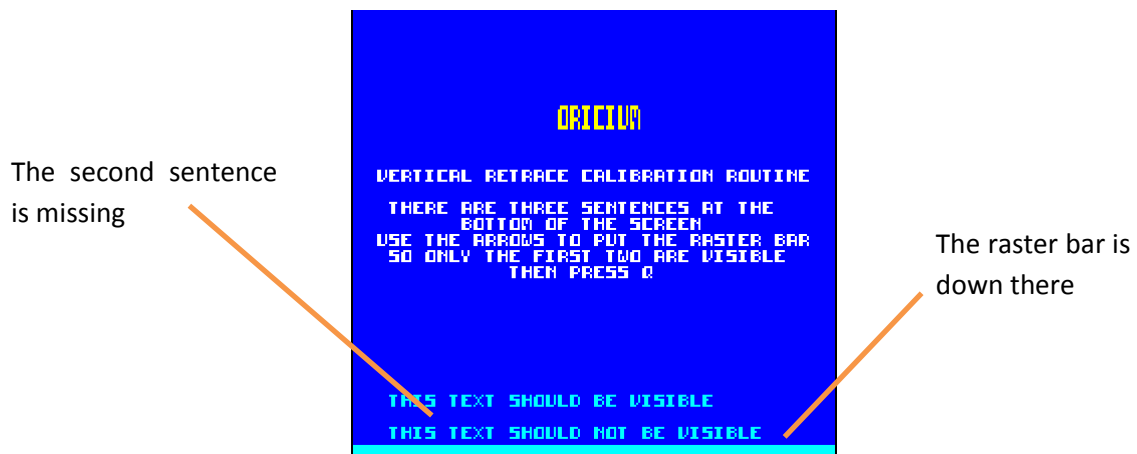 ORICIUM
The second sentence
is missing
VERTICAL RETRACE CALIBRATION ROUTINE
THERE ARE THREE SENTENCES AT THE
BOTTOM OF THE SCREEN
USE THE ARROWS TO PUT THE RASTER BAR
SO ONLY THE FIRST TWO ARE VISIBLE
THEN PRESS Q
The raster bar is
down there
THIS TEXT SHOULD BE VISIBLE
THIS TEXT SHOULD NOT BE VISIBLE